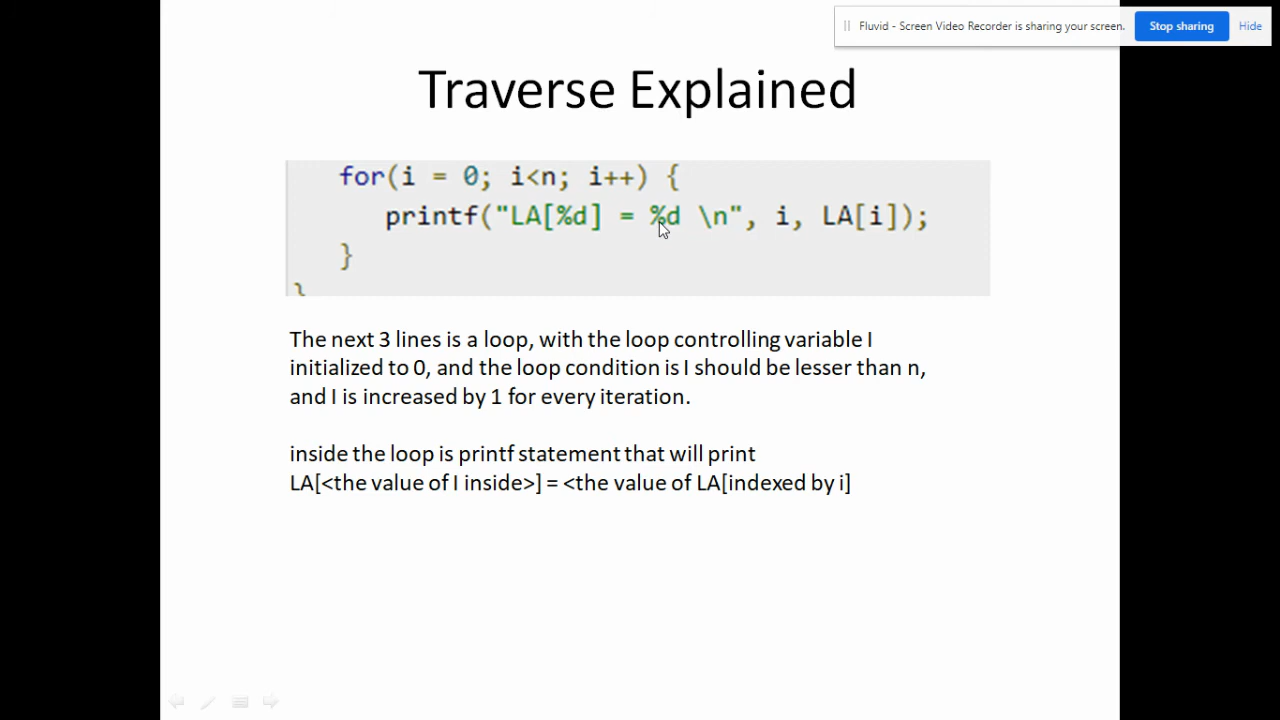 Fluvid - Screen Video Recorder is sharing your screen.
Stop sharing
Hide
Traverse Explained
for(i = 0; i<n; i++) {
printf("LA[%d] = %d \n", i, LA[i]);
}
}
The next 3 lines is a loop, with the loop controlling variable I
initialized to 0, and the loop condition is I should be lesser than n,
and I is increased by 1 for every iteration.
inside the loop is printf statement that will print
LA[<the value of I inside>] = <the value of LA[indexed by i]